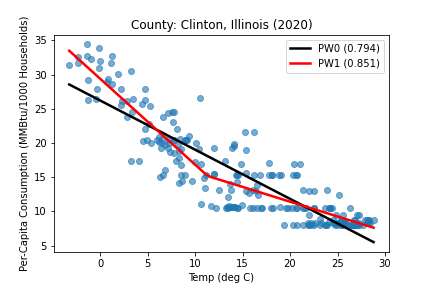 County: Clinton, Illinois (2020)
PW0 (0.794)
PW1 (0.851)
Per-Capita Consumption (MMBtu/1000 Households)
35
30
25
20
15
10
5
0 5 10 15 20 25 30
Temp (deg C)